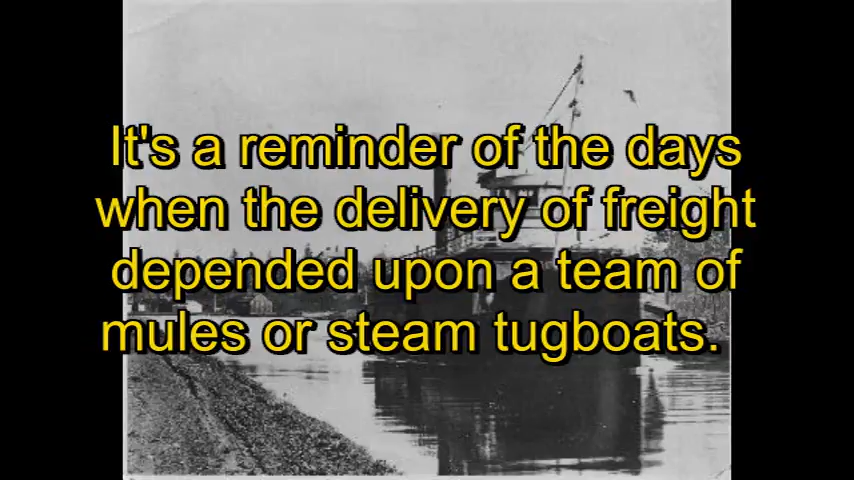 It's a reminder of the days
when the delivery of freight
depended upon a team of
mules or steam tugboats.